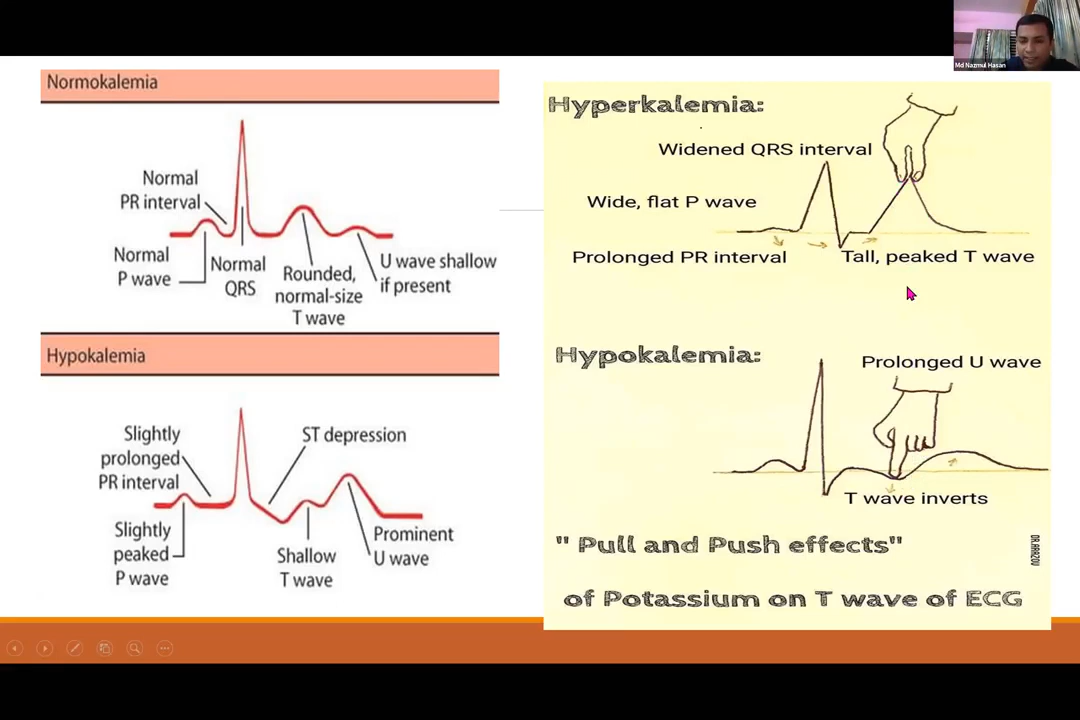 Md Nazmul Hasan
Normokalemia
Normal
PR interval
Normal
P wave
Normal
QRS
Rounded,
normal-size
T wave
U wave shallow
if present
Hypokalemia
Slightly
prolonged
PR interval
ST depression
Slightly
peaked
P wave
Shallow
T wave
Prominent
U wave
Hyperkalemia:
Widened QRS interval
Wide, flat P wave
Prolonged PR interval
Tall, peaked T wave
Hypokalemia:
Prolonged U wave
T wave inverts
" Pull and Push effects"
of Potassium on T wave of ECG